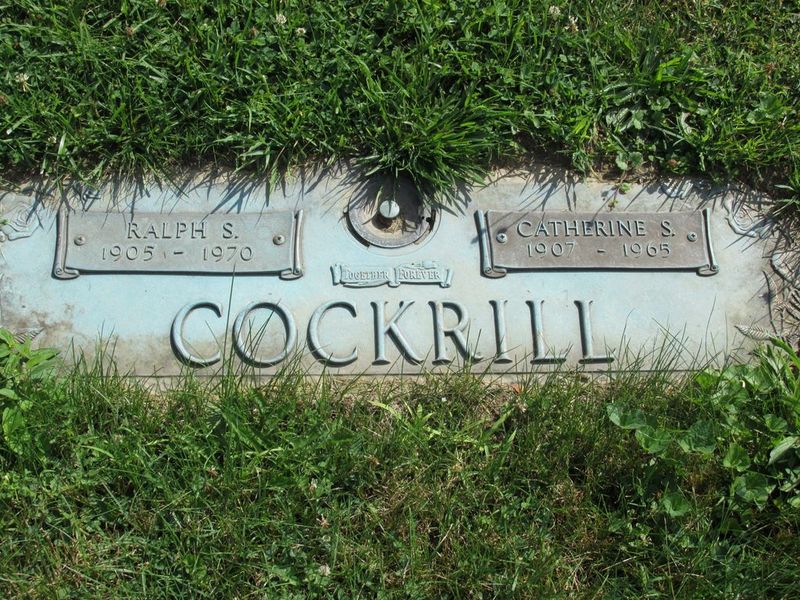 RALPH S.
1905 - 1970
CATHERINE S.
1907 - 1965
TOGETHER FOREVER
COCKRILL